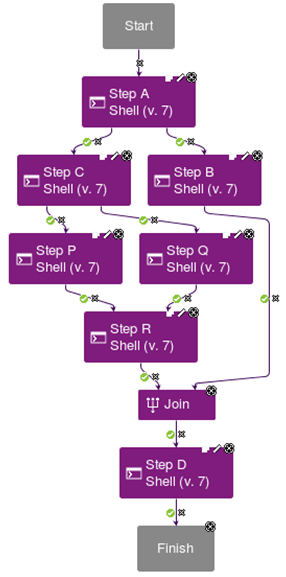 Start
Step A
Shell (v. 7)
Step C
Shell (v. 7)
Step B
Shell (v. 7)
Step P
Shell (v. 7)
Step Q
Shell (v. 7)
Step R
Shell (v. 7)
Join
Step D
Shell (v. 7)
Finish